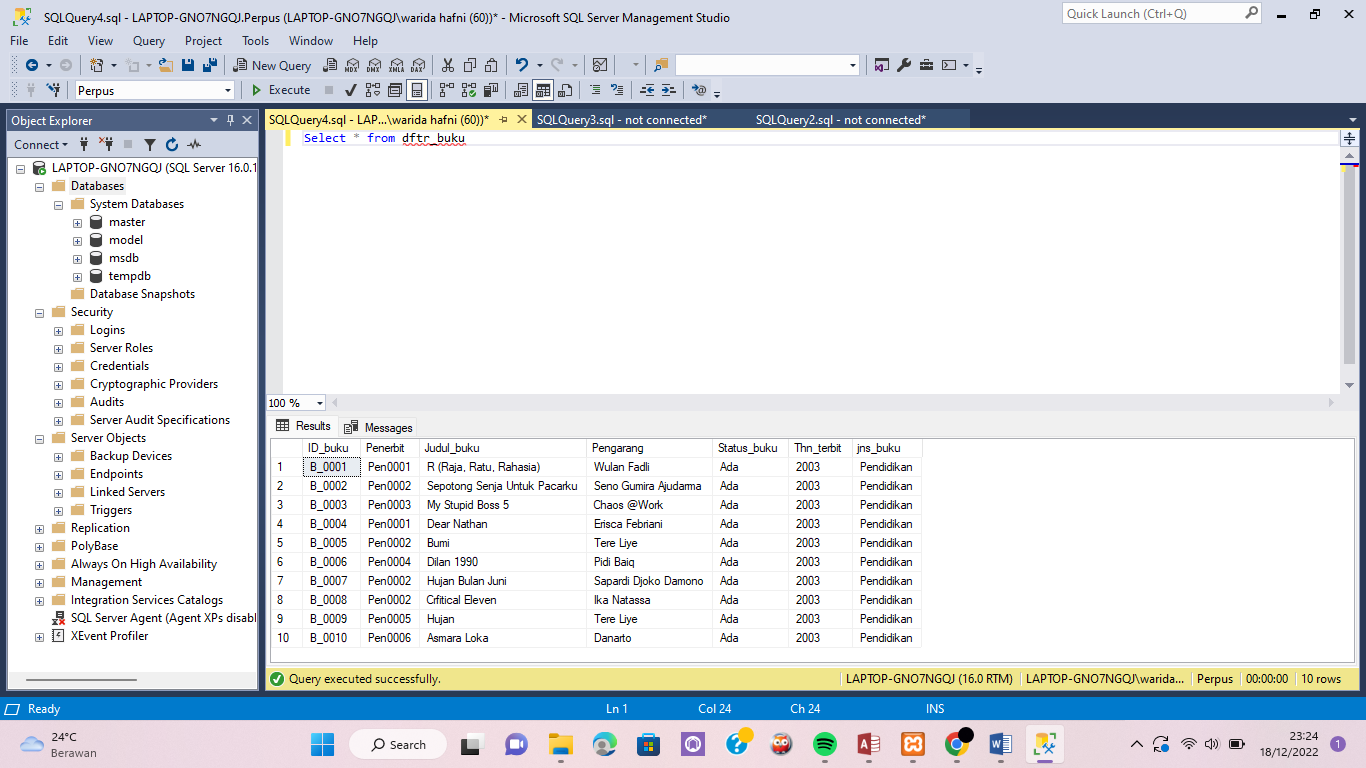 SQLQuery4.sql - LAPTOP-GNO7NGQJ.Perpus (LAPTOP-GNO7NGQJ\warida hafni (60))* - Microsoft SQL Server Management Studio
Quick Launch (Ctrl+Q)
File Edit View Query Project Tools Window Help
New Query MDX DMX XMLA DAX
Perpus Execute
Object Explorer
SQLQuery4.sql - LAP...\warida hafni (60))* SQLQuery3.sql - not connected* SQLQuery2.sql - not connected*
Connect
Select * from dftr_buku
LAPTOP-GNO7NGQJ (SQL Server 16.0.1
Databases
System Databases
master
model
msdb
tempdb
Database Snapshots
Security
Logins
Server Roles
Credentials
Cryptographic Providers
Audits
Server Audit Specifications
Server Objects
Backup Devices
Endpoints
Linked Servers
Triggers
Replication
PolyBase
Always On High Availability
Management
Integration Services Catalogs
SQL Server Agent (Agent XPs disabl
XEvent Profiler
100 %
Results Messages
ID_buku Penerbit Judul_buku Pengarang Status_buku Thn_terbit jns_buku
1 B_0001 Pen0001 R (Raja, Ratu, Rahasia) Wulan Fadli Ada 2003 Pendidikan
2 B_0002 Pen0002 Sepotong Senja Untuk Pacarku Seno Gumira Ajudarma Ada 2003 Pendidikan
3 B_0003 Pen0003 My Stupid Boss 5 Chaos @Work Ada 2003 Pendidikan
4 B_0004 Pen0001 Dear Nathan Erisca Febriani Ada 2003 Pendidikan
5 B_0005 Pen0002 Bumi Tere Liye Ada 2003 Pendidikan
6 B_0006 Pen0004 Dilan 1990 Pidi Baiq Ada 2003 Pendidikan
7 B_0007 Pen0002 Hujan Bulan Juni Sapardi Djoko Damono Ada 2003 Pendidikan
8 B_0008 Pen0002 Crfitical Eleven Ika Natassa Ada 2003 Pendidikan
9 B_0009 Pen0005 Hujan Tere Liye Ada 2003 Pendidikan
10 B_0010 Pen0006 Asmara Loka Danarto Ada 2003 Pendidikan
Query executed successfully. LAPTOP-GNO7NGQJ (16.0 RTM) LAPTOP-GNO7NGQJ\warida... Perpus 00:00:00 10 rows
Ready Ln 1 Col 24 Ch 24 INS
24°C
Berawan
Search
23:24
18/12/2022
1